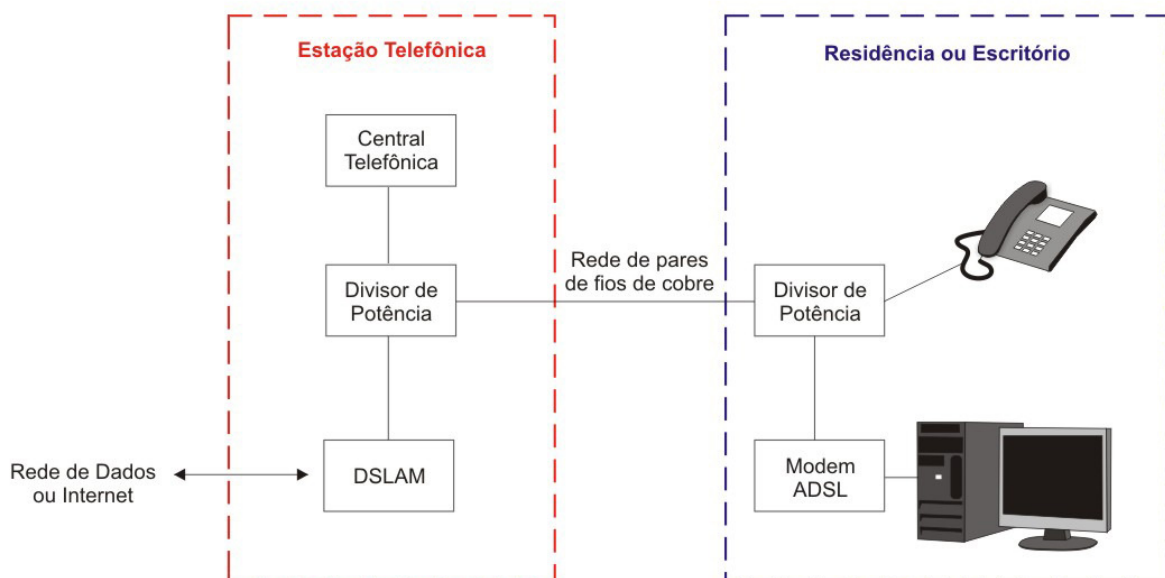 Estação Telefônica
Residência ou Escritório
Central
Telefônica
Rede de pares
de fios de cobre
Divisor de
Potência
Divisor de
Potência
Rede de Dados
ou Internet
DSLAM
Modem
ADSL